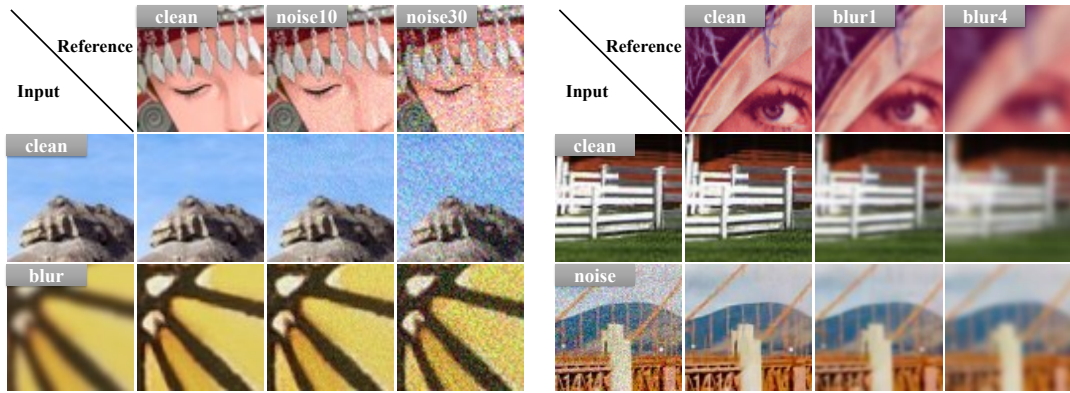 clean noise10 noise30
Reference
Input
clean
blur
clean blur1 blur4
Reference
Input
clean
noise